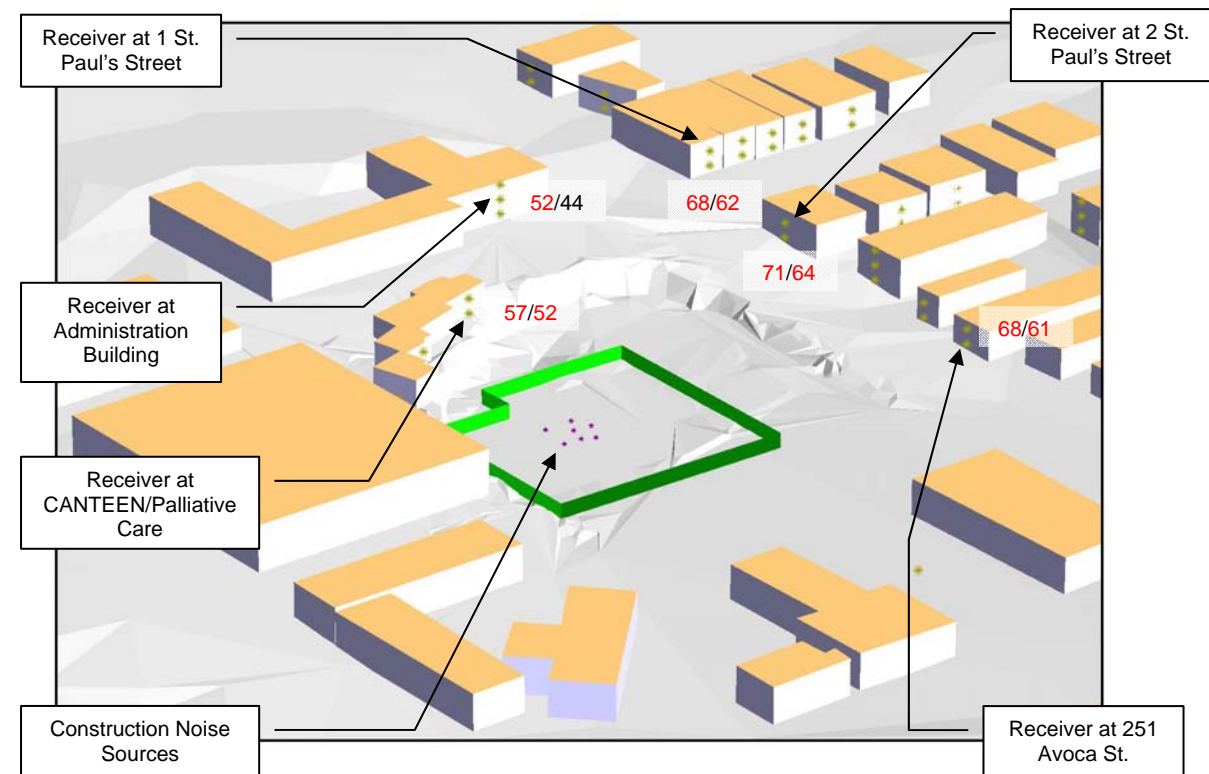 Receiver at 1 St.
Paul's Street
Receiver at 2 St.
Paul's Street
52/44
68/62
71/64
Receiver at
Administration
Building
57/52
68/61
Receiver at
CANTEEN/Palliative
Care
Construction Noise
Sources
Receiver at 251
Avoca St.